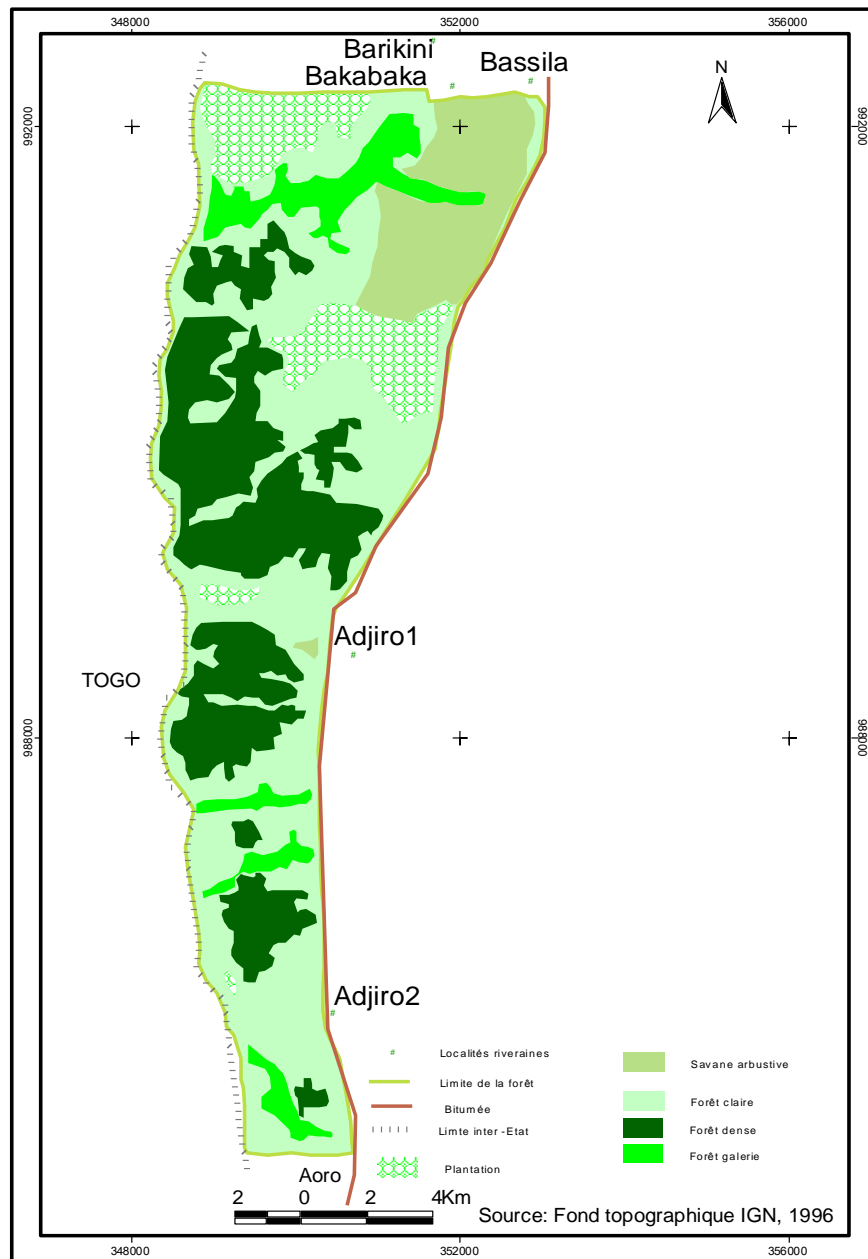 348000 352000 356000
Barikini
Bakabaka
Bassila
N
992000 992000
Adjiro1
TOGO
988000 988000
Adjiro2
# Localités riveraines
Limite de la forêt
Bitumée
Limte inter -Etat
Plantation
Savane arbustive
Forêt claire
Forêt dense
Forêt galerie
Aoro
2 0 2 4Km
Source: Fond topographique IGN, 1996
348000 352000 356000